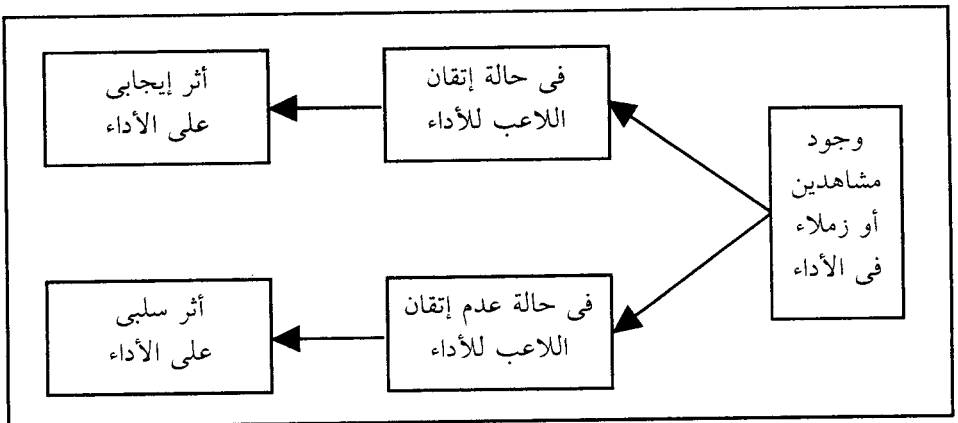 وجود
مشاهدين
أو زملاء
فى الأداء
فى حالة إتقان
اللاعب للأداء
أثر إيجابى
على الأداء
فى حالة عدم إتقان
اللاعب للأداء
أثر سلبى
على الأداء